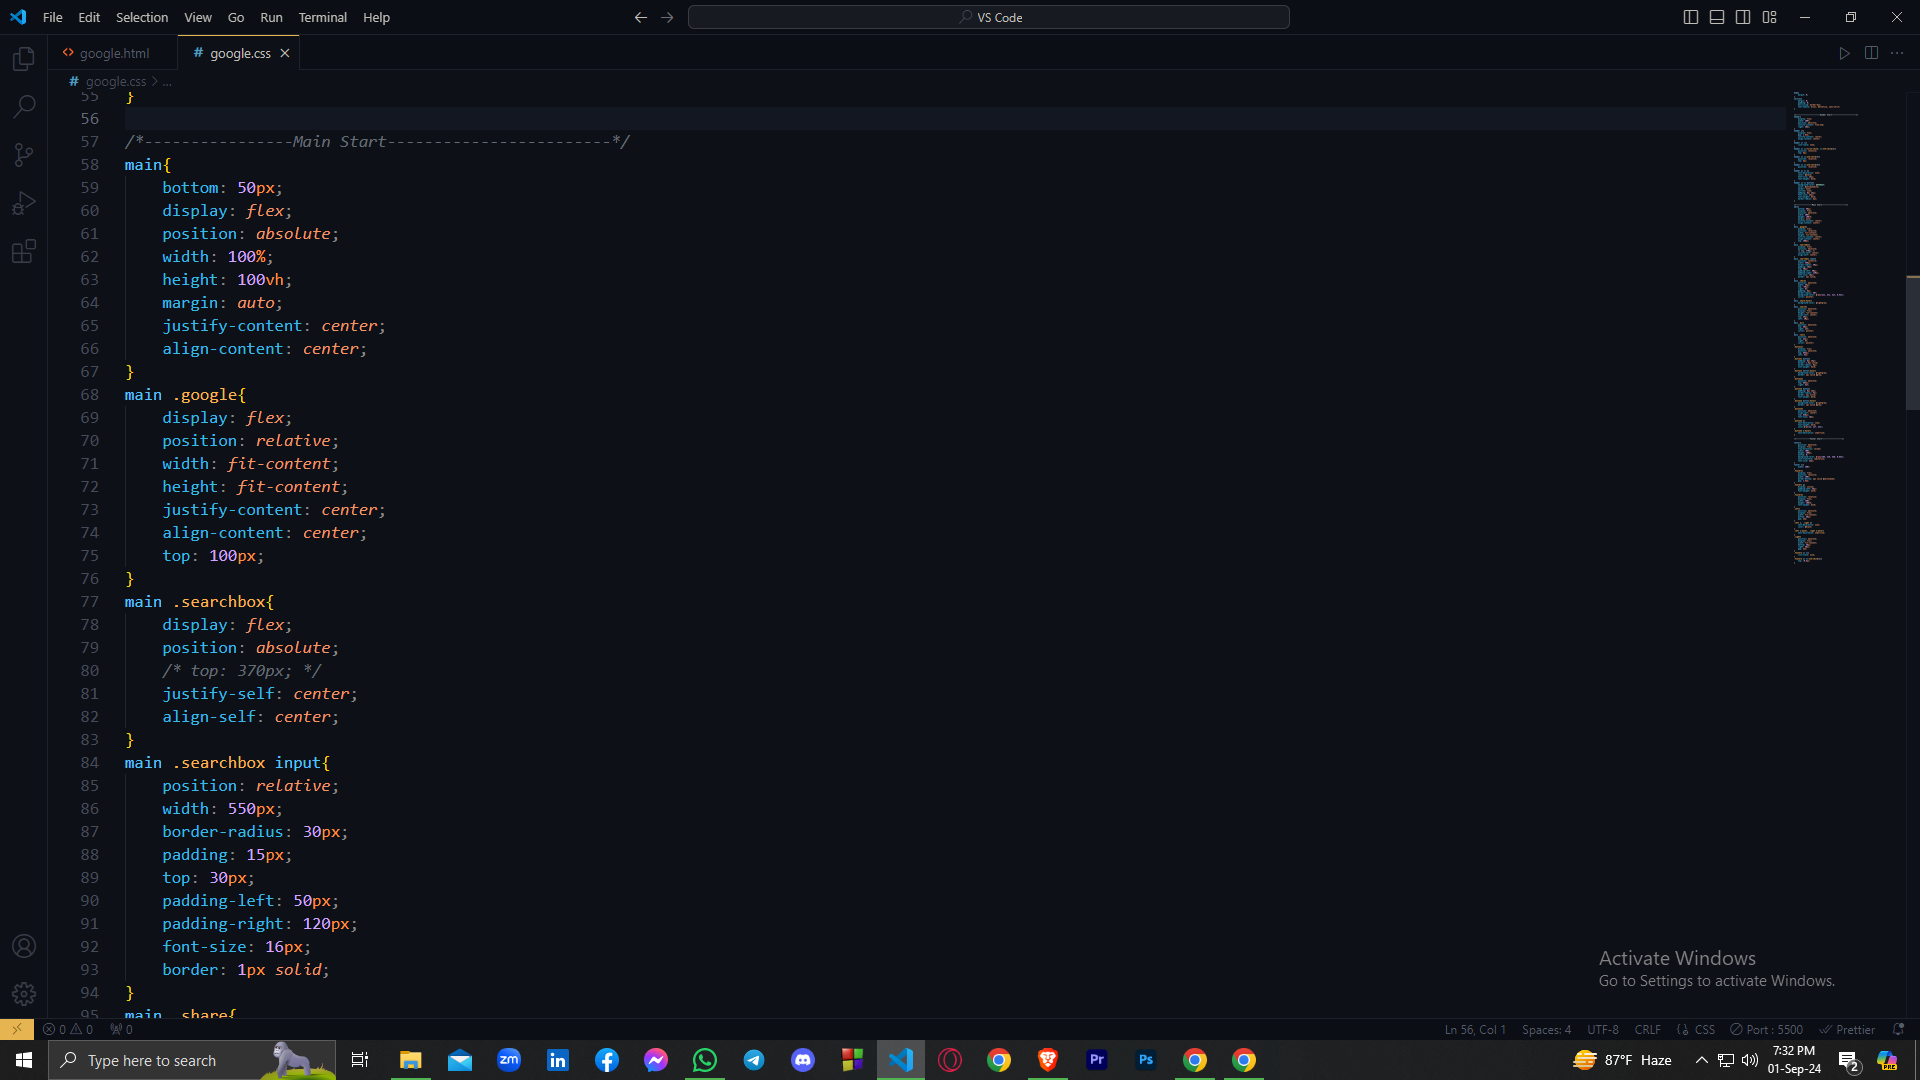 File Edit Selection View Go Run Terminal Help
VS Code
google.html
google.css
google.css > ...
55 }
56
57 /*----------------Main Start------------------------*/
58 main{
59 bottom: 50px;
60 display: flex;
61 position: absolute;
62 width: 100%;
63 height: 100vh;
64 margin: auto;
65 justify-content: center;
66 align-content: center;
67 }
68 main .google{
69 display: flex;
70 position: relative;
71 width: fit-content;
72 height: fit-content;
73 justify-content: center;
74 align-content: center;
75 top: 100px;
76 }
77 main .searchbox{
78 display: flex;
79 position: absolute;
80 /* top: 370px; */
81 justify-self: center;
82 align-self: center;
83 }
84 main .searchbox input{
85 position: relative;
86 width: 550px;
87 border-radius: 30px;
88 padding: 15px;
89 top: 30px;
90 padding-left: 50px;
91 padding-right: 120px;
92 font-size: 16px;
93 border: 1px solid;
94 }
95 main .share{
Activate Windows
Go to Settings to activate Windows.
0 0 0
Ln 56, Col 1 Spaces: 4 UTF-8 CRLF CSS Port : 5500 Prettier
Type here to search
zm
in
Pr
Ps
87°F Haze
7:32 PM
01-Sep-24
2
PRE